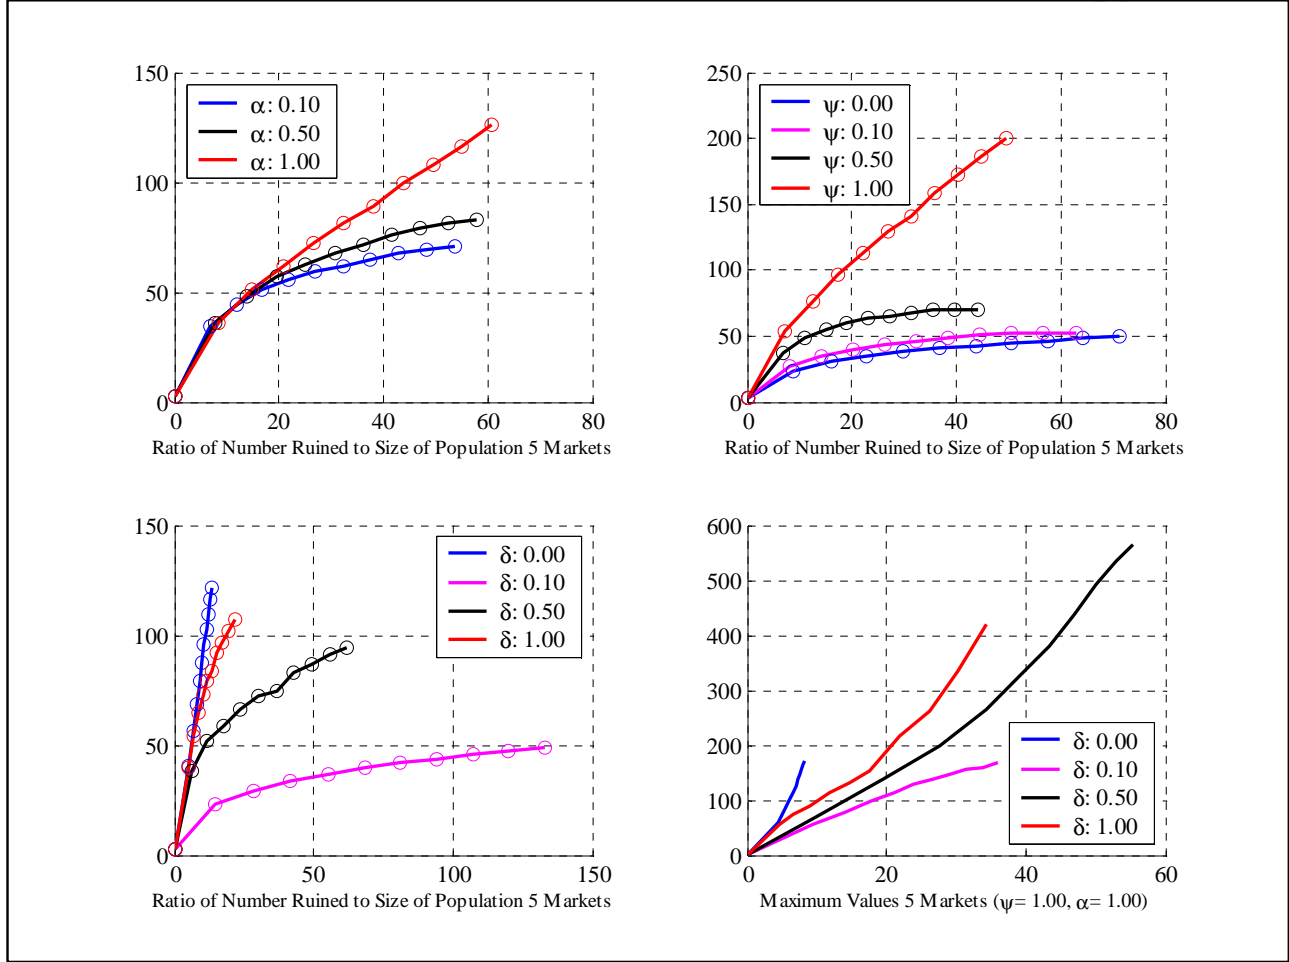 150
100
50
0
α: 0.10
α: 0.50
α: 1.00
0 20 40 60 80
Ratio of Number Ruined to Size of Population 5 Markets
250
200
150
100
50
0
ψ: 0.00
ψ: 0.10
ψ: 0.50
ψ: 1.00
0 20 40 60 80
Ratio of Number Ruined to Size of Population 5 Markets
150
100
50
0
δ: 0.00
δ: 0.10
δ: 0.50
δ: 1.00
0 50 100 150
Ratio of Number Ruined to Size of Population 5 Markets
600
500
400
300
200
100
0
δ: 0.00
δ: 0.10
δ: 0.50
δ: 1.00
0 20 40 60
Maximum Values 5 Markets (ψ= 1.00, α= 1.00)